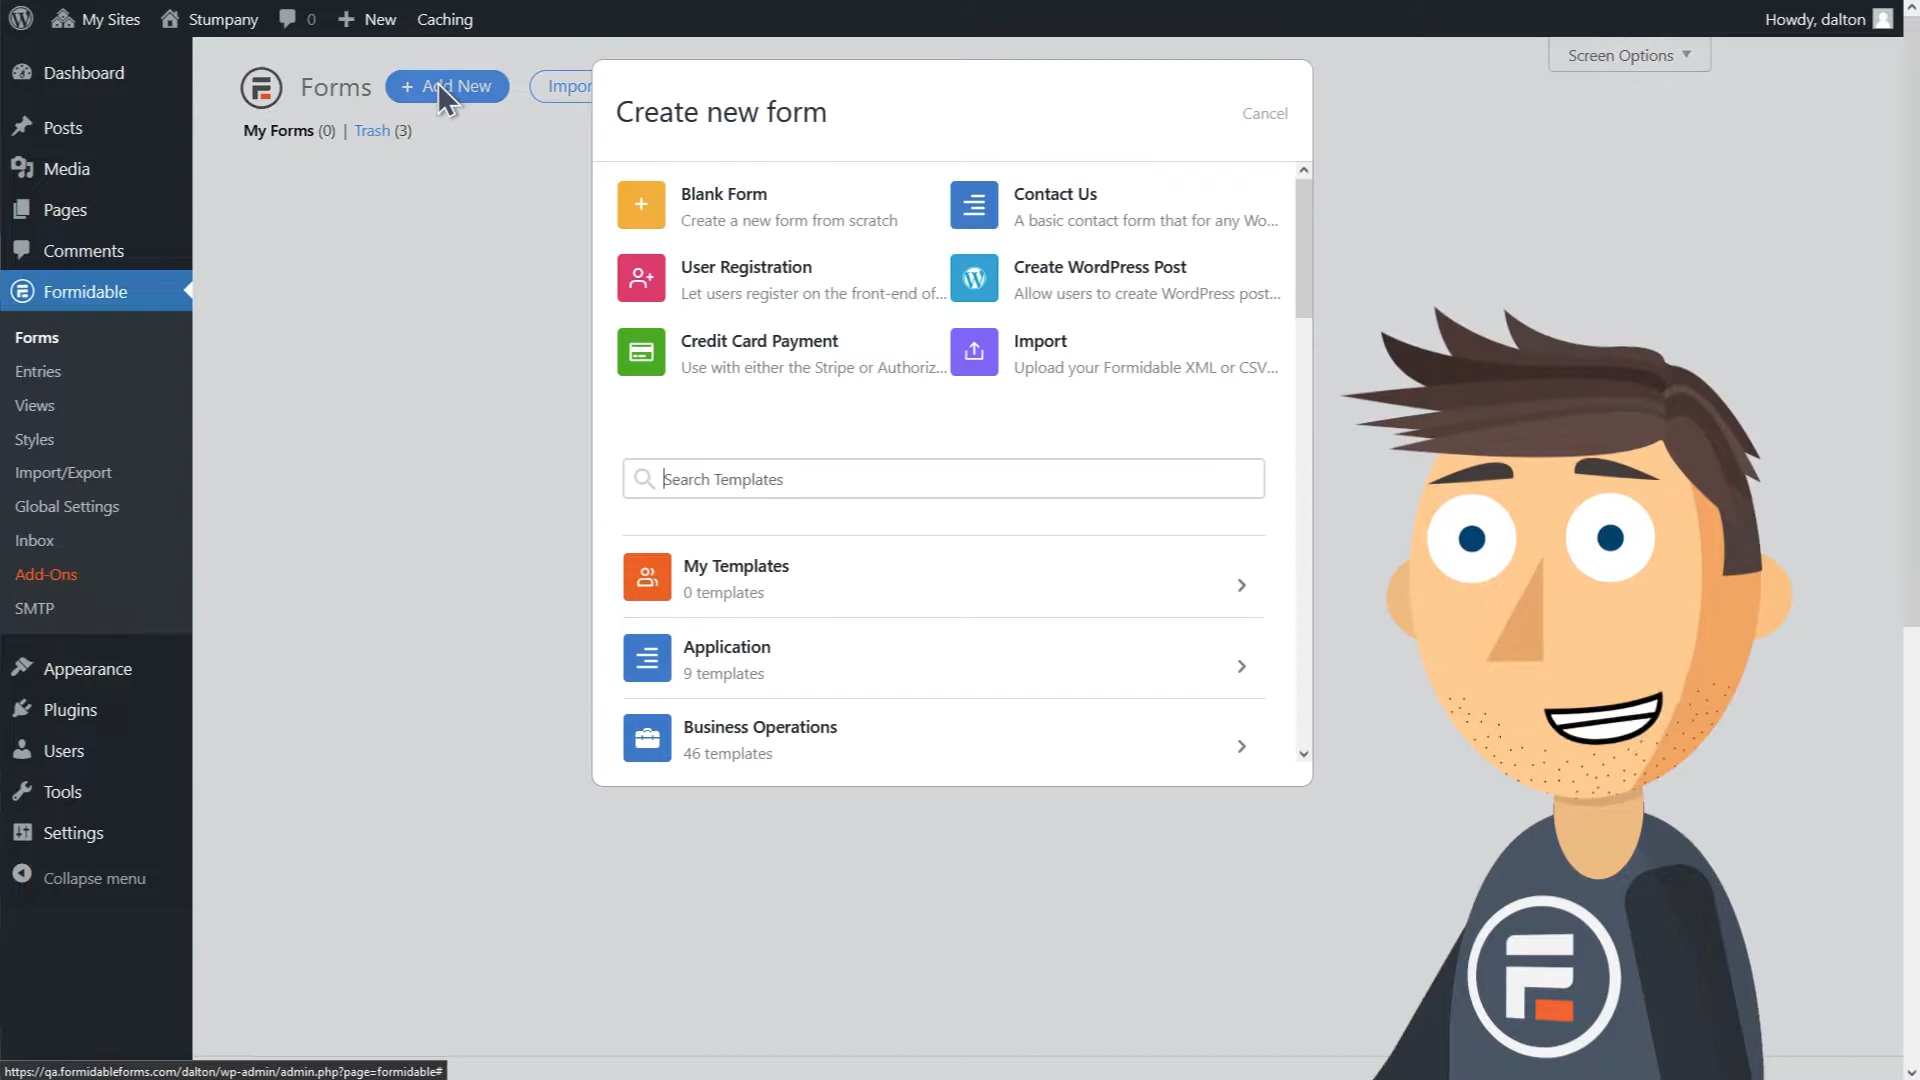 My Sites
Stumpany
0
New
Caching
Howdy, dalton
Screen Options
Dashboard
Posts
Media
Pages
Comments
Formidable
Forms
Entries
Views
Styles
Import/Export
Global Settings
Inbox
Add-Ons
SMTP
Appearance
Plugins
Users
Tools
Settings
Collapse menu
Forms
+ Add New
Impor
My Forms (0) | Trash (3)
Create new form
Cancel
Blank Form
Create a new form from scratch
Contact Us
A basic contact form that for any Wo...
User Registration
Let users register on the front-end of...
Create WordPress Post
Allow users to create WordPress post...
Credit Card Payment
Use with either the Stripe or Authoriz...
Import
Upload your Formidable XML or CSV...
Search Templates
My Templates
0 templates
Application
9 templates
Business Operations
46 templates
https://qa.formidableforms.com/dalton/wp-admin/admin.php?page=formidable#